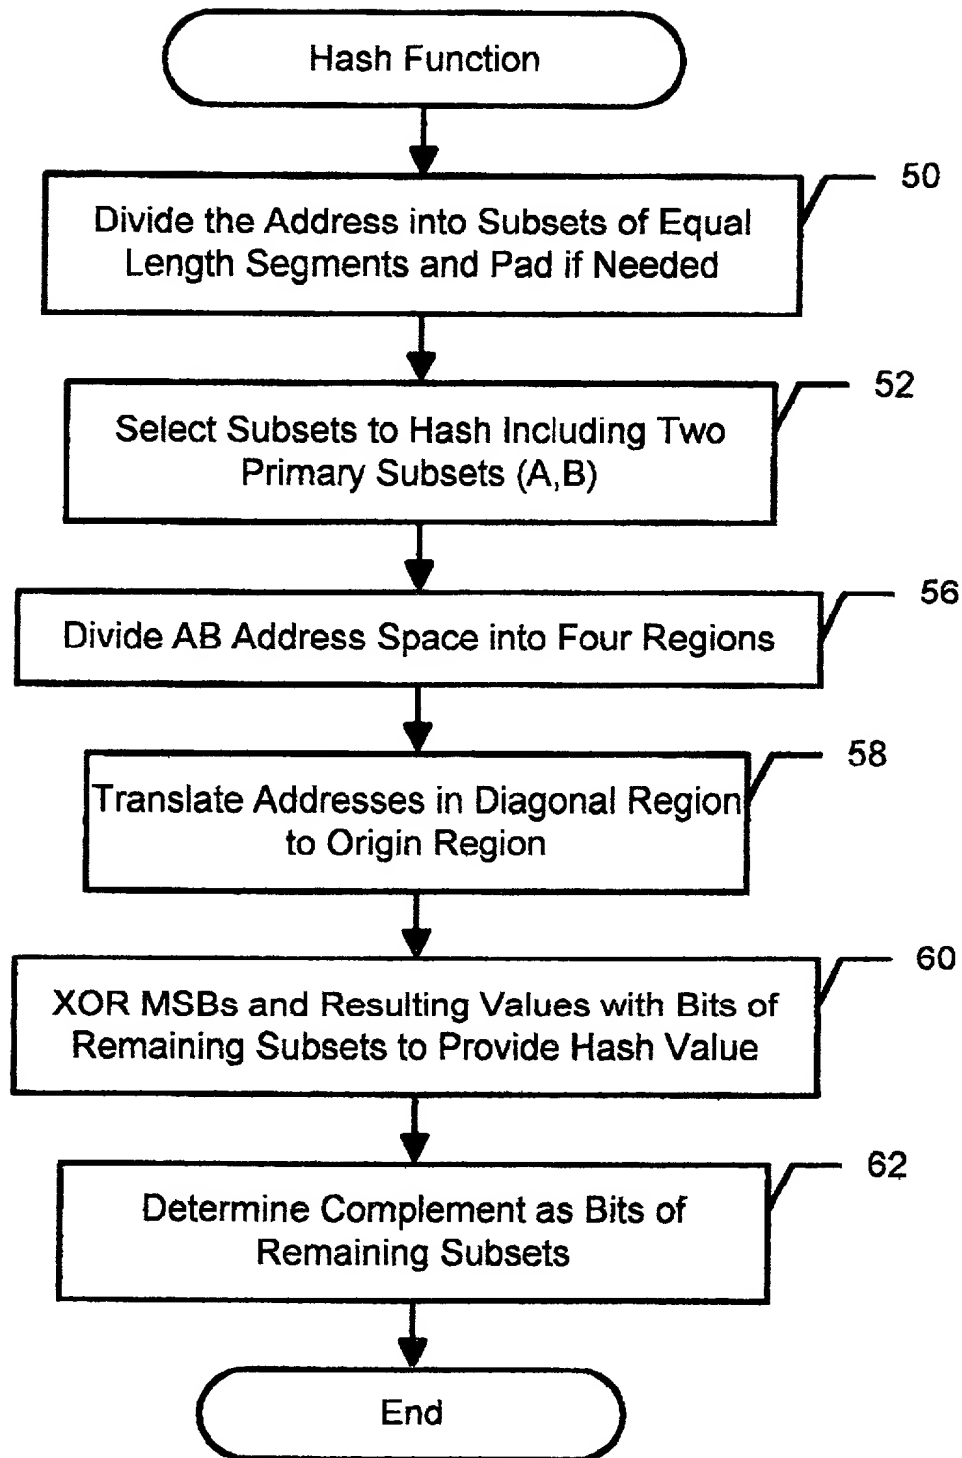 Hash Function
50
Divide the Address into Subsets of Equal
Length Segments and Pad if Needed
52
Select Subsets to Hash Including Two
Primary Subsets (A,B)
56
Divide AB Address Space into Four Regions
58
Translate Addresses in Diagonal Region
to Origin Region
60
XOR MSBs and Resulting Values with Bits of
Remaining Subsets to Provide Hash Value
62
Determine Complement as Bits of
Remaining Subsets
End